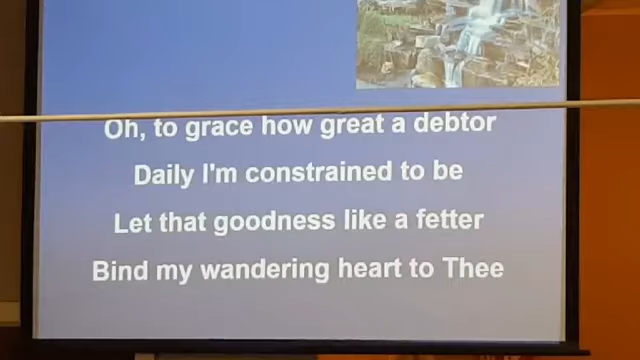 Oh, to grace how great a debtor
Daily I'm constrained to be
Let that goodness like a fetter
Bind my wandering heart to Thee